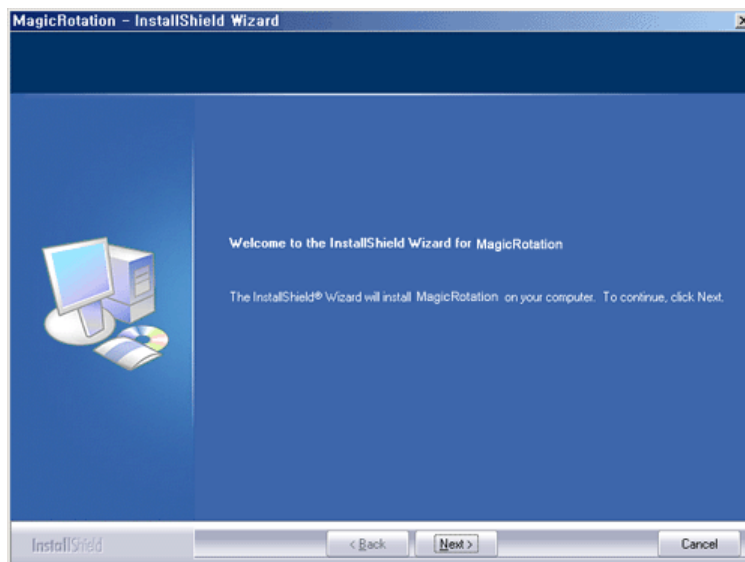 MagicRotation - InstallShield Wizard
Welcome to the InstallShield Wizard for MagicRotation
The InstallShield® Wizard will install MagicRotation on your computer. To continue, click Next.
InstallShield
< Back
Next >
Cancel